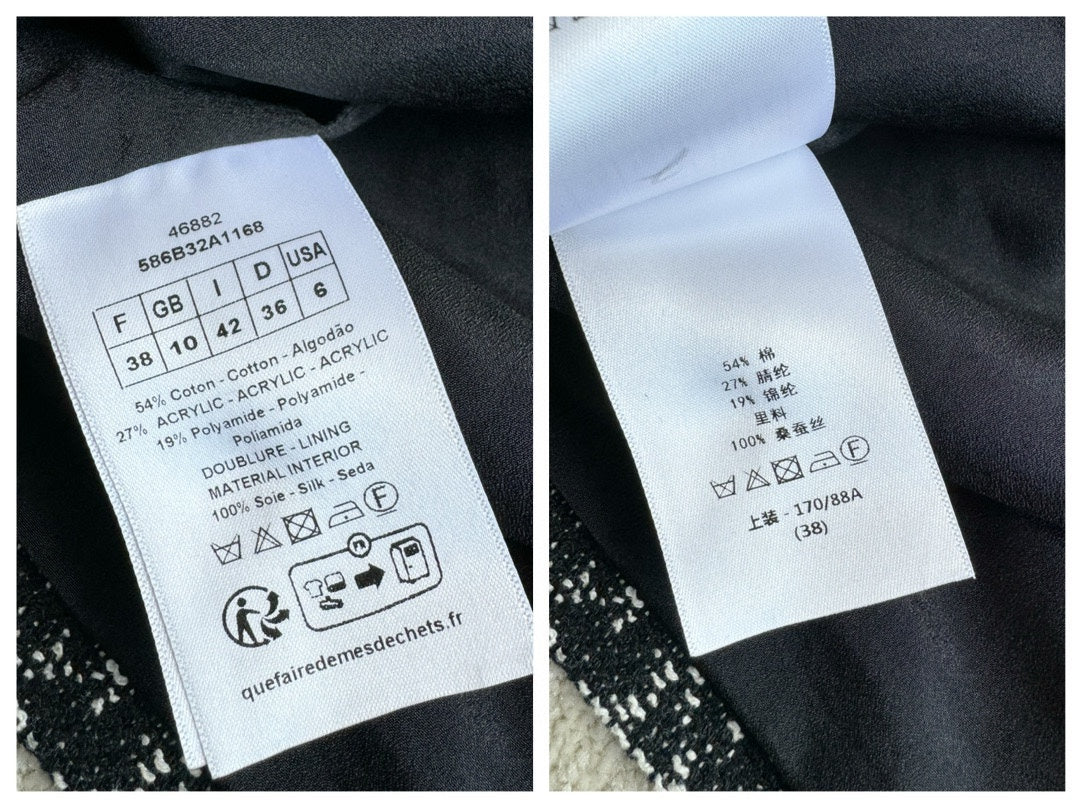 46882
586B32A1168
F GB I D USA
38 10 42 36 6
54% Coton - Cotton - Algodão
27% ACRYLIC - ACRYLIC - ACRYLIC
19% Polyamide - Polyamide -
Poliamida
DOUBLURE - LINING
MATERIAL INTERIOR
100% Soie - Silk - Seda
F
FR
quefairedemesdechets.fr
54% 棉
27% 腈纶
19% 锦纶
里料
100% 桑蚕丝
F
上装 - 170/88A
(38)